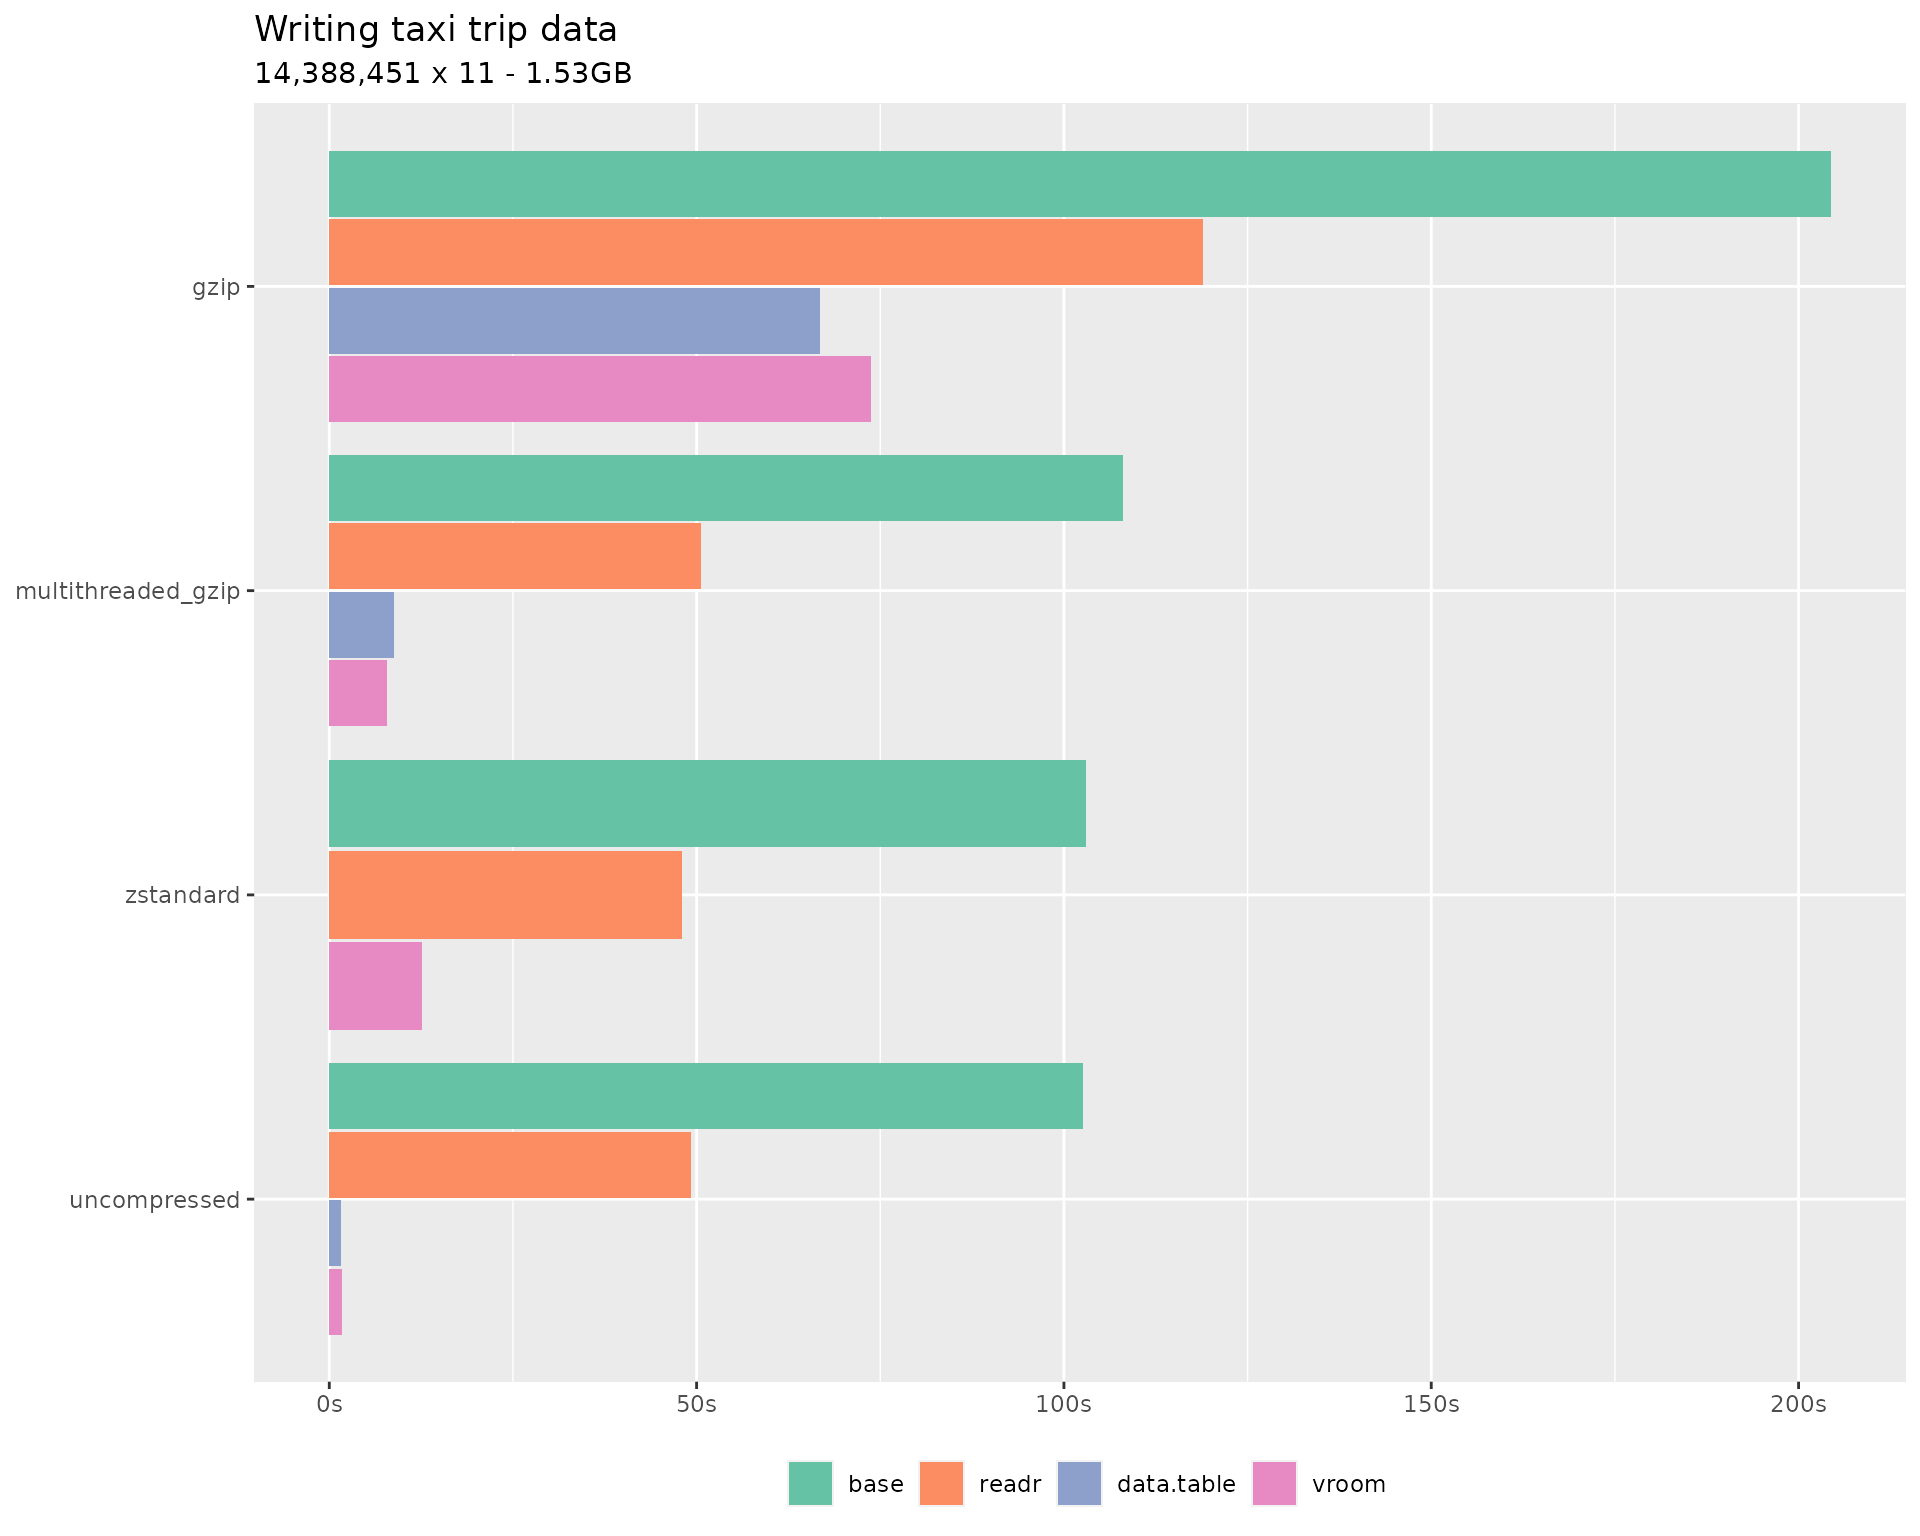 Writing taxi trip data
14,388,451 x 11 - 1.53GB
gzip
multithreaded_gzip
zstandard
uncompressed
0s 50s 100s 150s 200s
base readr data.table vroom